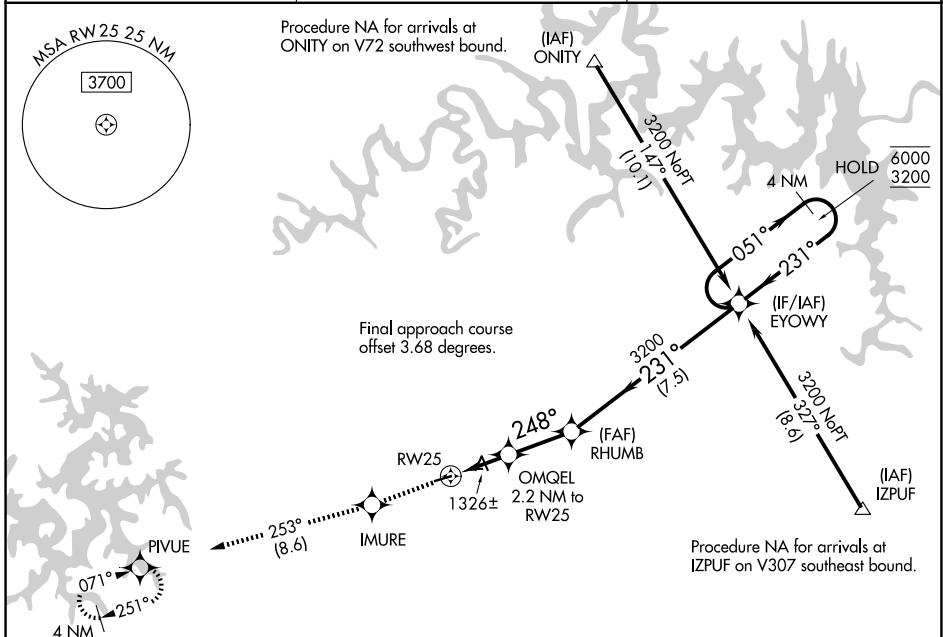 MSA RW25 25 NM
3700
Procedure NA for arrivals at
ONITY on V72 southwest bound.
(IAF)
ONITY
3200 NoPT
147°
(10.1)
HOLD
6000
3200
4 NM
051°
231°
(IF/IAF)
EYOWY
Final approach course
offset 3.68 degrees.
3200
231°
(7.5)
3200 NoPT
327°
(8.6)
248°
(FAF)
RHUMB
RW25
OMQEL
2.2 NM to
RW25
1326±
(IAF)
IZPUF
IMURE
253°
(8.6)
Procedure NA for arrivals at
IZPUF on V307 southeast bound.
PIVUE
071°
251°
4 NM